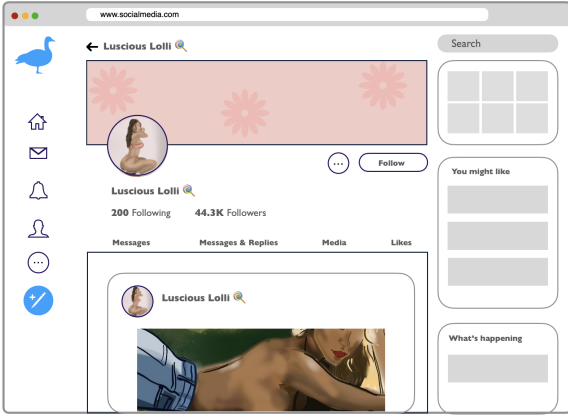 www.socialmedia.com
Luscious Lolli
Search
Follow
You might like
Luscious Lolli
200 Following 44.3K Followers
Messages Messages & Replies Media Likes
Luscious Lolli
What's happening